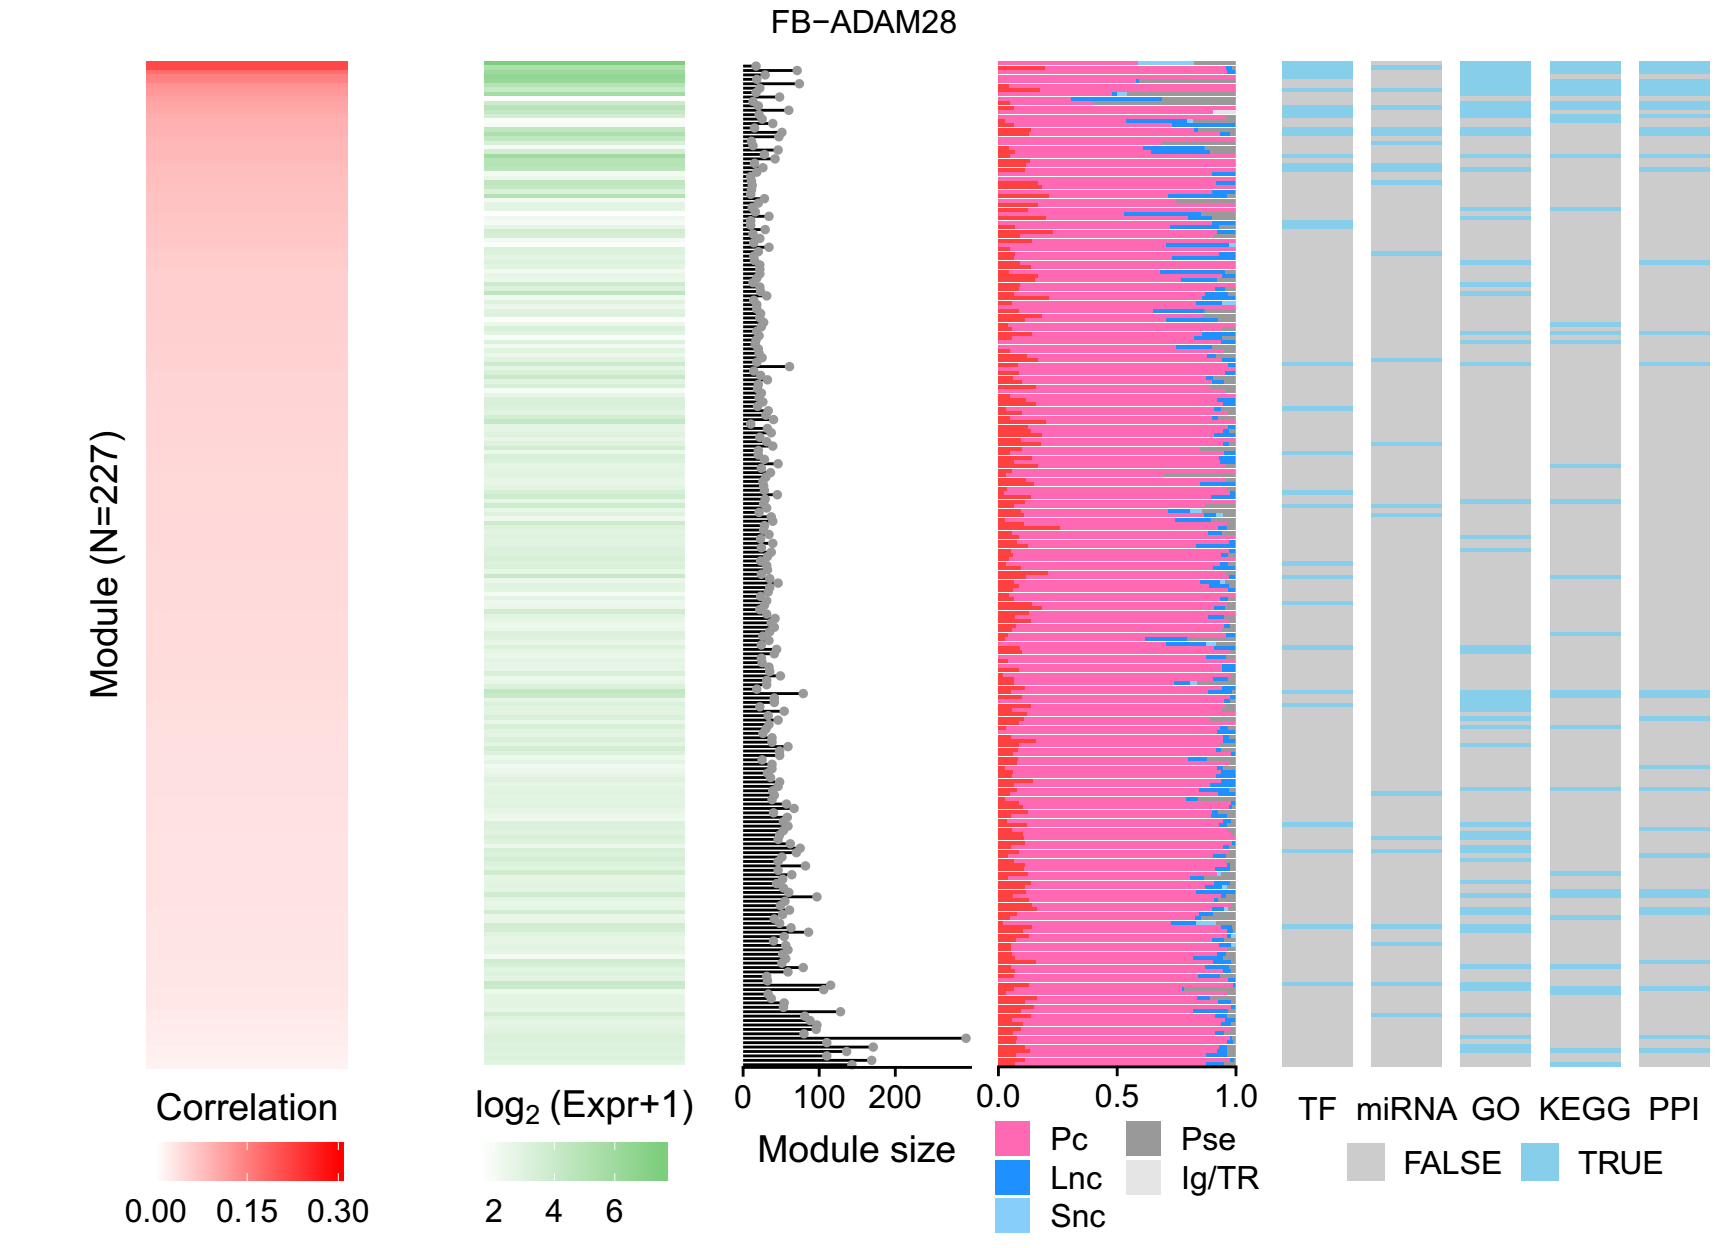 FB−ADAM28
Module (N=227)
Correlation
0.00 0.15 0.30
log2 (Expr+1)
2 4 6
0 100 200
Module size
0.0 0.5 1.0
Pc
Lnc
Snc
Pse
Ig/TR
TF miRNA GO KEGG PPI
FALSE TRUE